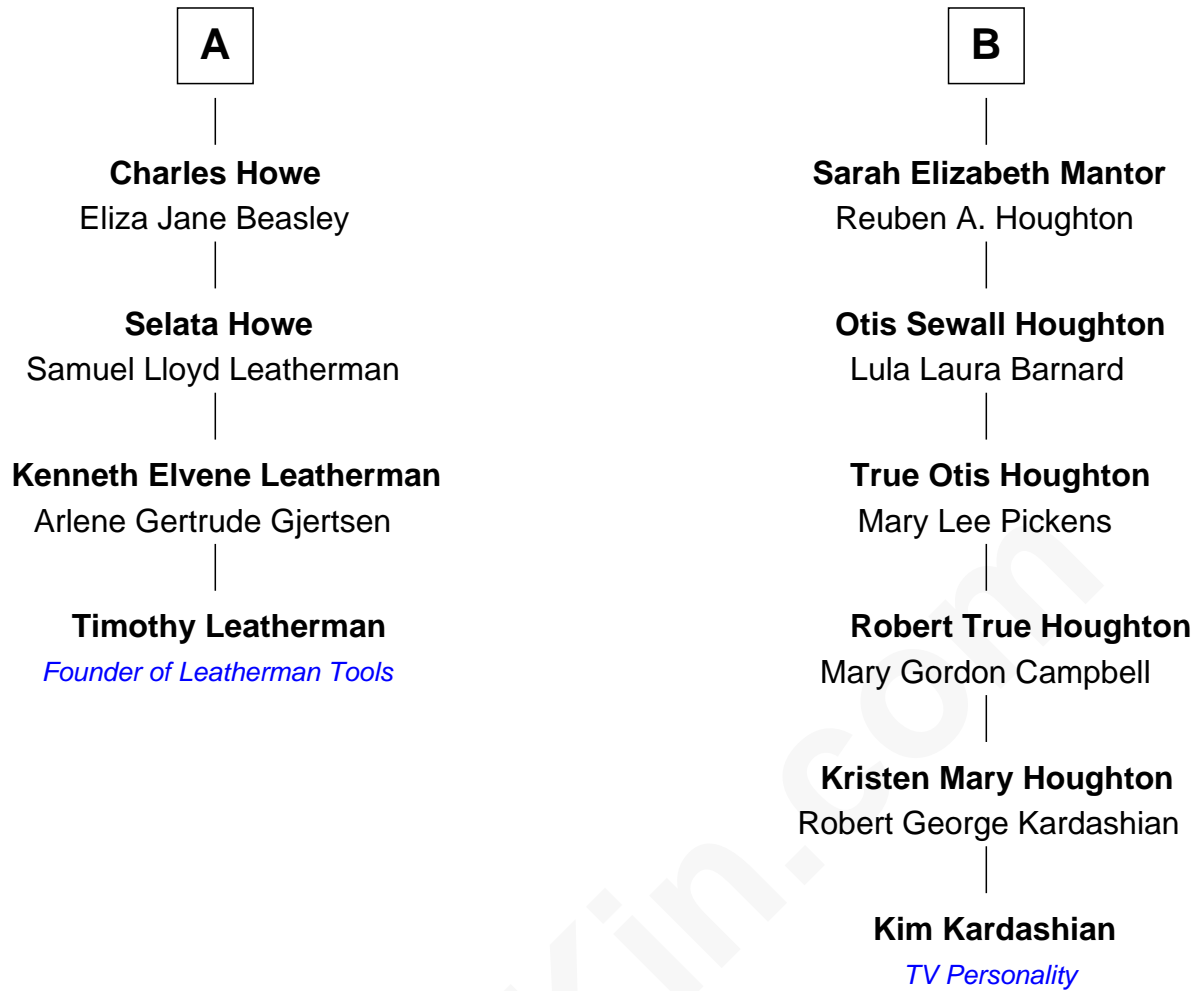 A
Charles Howe
Eliza Jane Beasley
Selata Howe
Samuel Lloyd Leatherman
Kenneth Elvene Leatherman
Arlene Gertrude Gjertsen
Timothy Leatherman
Founder of Leatherman Tools
B
Sarah Elizabeth Mantor
Reuben A. Houghton
Otis Sewall Houghton
Lula Laura Barnard
True Otis Houghton
Mary Lee Pickens
Robert True Houghton
Mary Gordon Campbell
Kristen Mary Houghton
Robert George Kardashian
Kim Kardashian
TV Personality